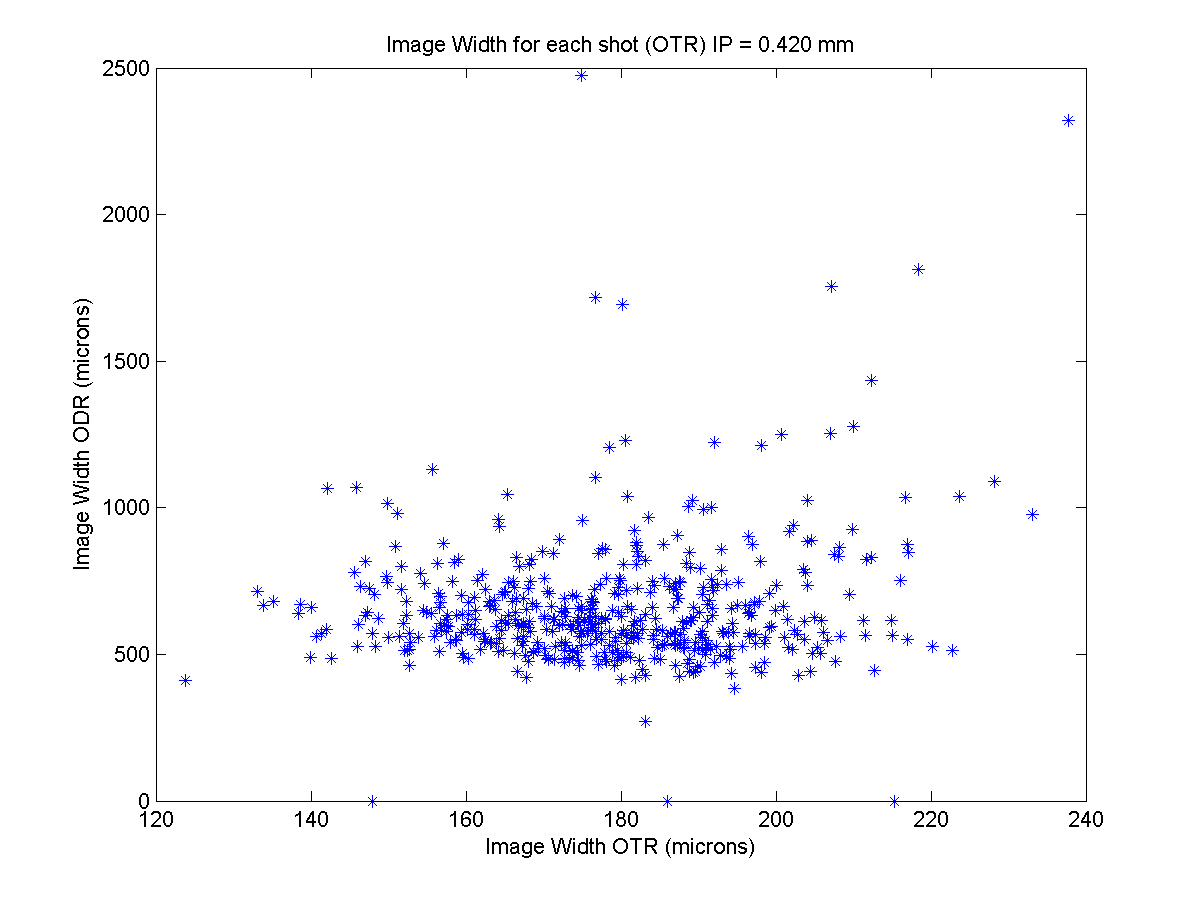 Image Width for each shot (OTR) IP = 0.420 mm
2500
2000
1500
1000
500
0
Image Width ODR (microns)
120 140 160 180 200 220 240
Image Width OTR (microns)